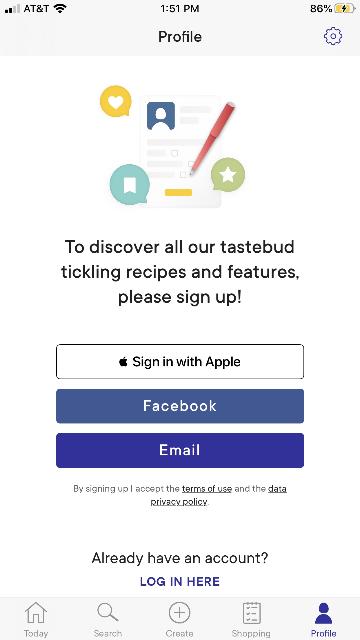 AT&T 1:51 PM 86%
Profile
To discover all our tastebud
tickling recipes and features,
please sign up!
Sign in with Apple
Facebook
Email
By signing up I accept the terms of use and the data
privacy policy.
Already have an account?
LOG IN HERE
Today Search Create Shopping Profile